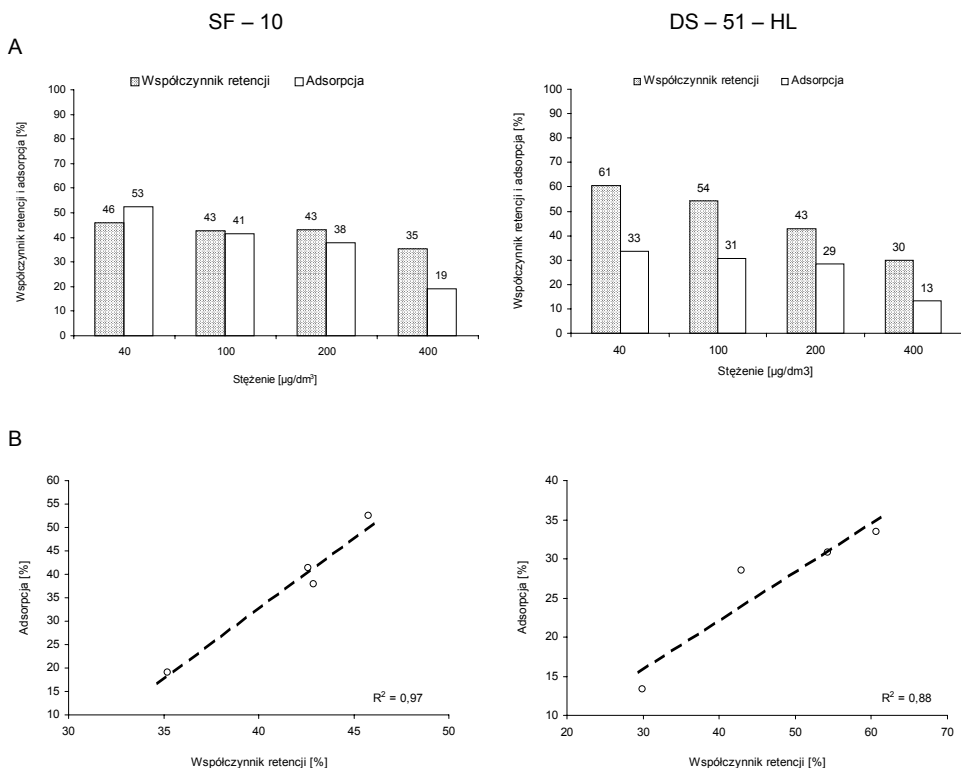 SF – 10
DS – 51 – HL
A
Współczynnik retencji Adsorpcja
Współczynnik retencji i adsorpcja [%]
100
90
80
70
60
50
40
30
20
10
0
46 53 43 41 43 38 35 19
40 100 200 400
Stężenie [µg/dm³]
Współczynnik retencji Adsorpcja
Współczynnik retencji i adsorpcja [%]
100
90
80
70
60
50
40
30
20
10
0
61 33 54 31 43 29 30 13
40 100 200 400
Stężenie [µg/dm3]
B
Adsorpcja [%]
60
55
50
45
40
35
30
25
20
15
10
R² = 0,97
30 35 40 45 50
Współczynnik retencji [%]
Adsorpcja [%]
40
35
30
25
20
15
10
R² = 0,88
20 30 40 50 60 70
Współczynnik retencji [%]